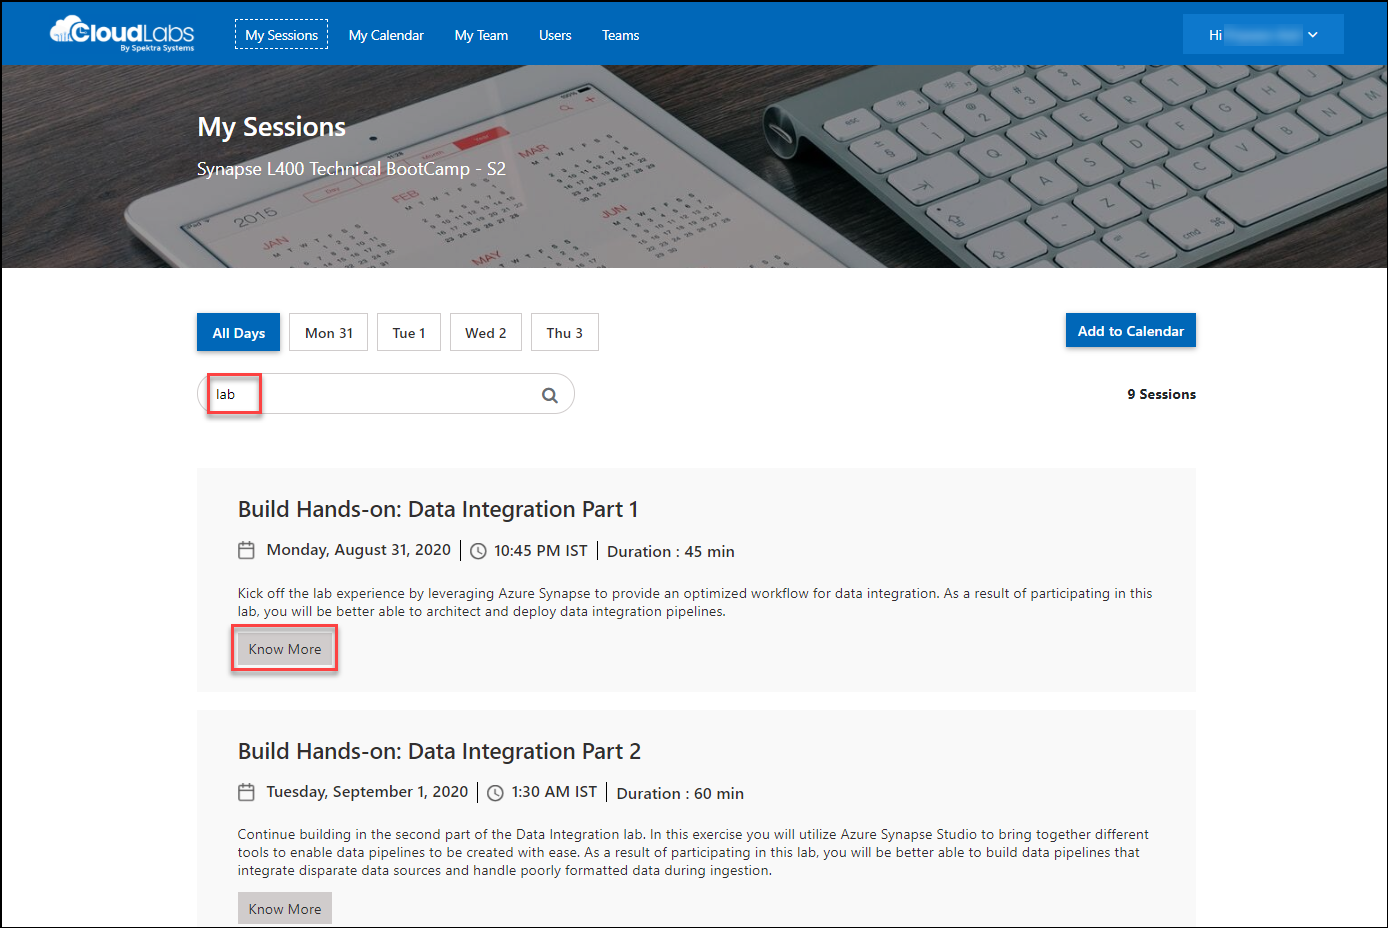 CloudLabs
By Spektra Systems
My Sessions
My Calendar
My Team
Users
Teams
Hi
My Sessions
Synapse L400 Technical BootCamp - S2
2015
JAN
FEB
MAR
MAY
JUN
All Days
Mon 31
Tue 1
Wed 2
Thu 3
Add to Calendar
lab
9 Sessions
Build Hands-on: Data Integration Part 1
Monday, August 31, 2020 10:45 PM IST Duration : 45 min
Kick off the lab experience by leveraging Azure Synapse to provide an optimized workflow for data integration. As a result of participating in this
lab, you will be better able to architect and deploy data integration pipelines.
Know More
Build Hands-on: Data Integration Part 2
Tuesday, September 1, 2020 1:30 AM IST Duration : 60 min
Continue building in the second part of the Data Integration lab. In this exercise you will utilize Azure Synapse Studio to bring together different
tools to enable data pipelines to be created with ease. As a result of participating in this lab, you will be better able to build data pipelines that
integrate disparate data sources and handle poorly formatted data during ingestion.
Know More